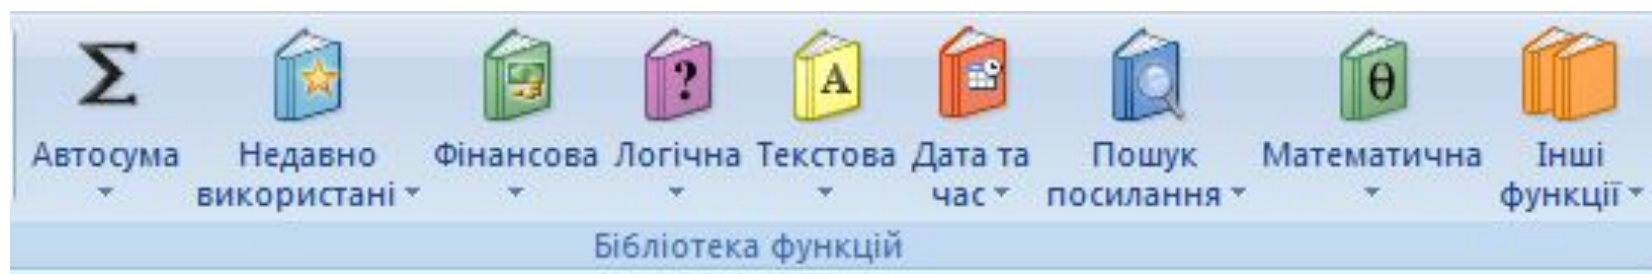 Автосума
Недавно
використані
Фінансова
Логічна
Текстова
Дата та
час
Пошук
посилання
Математична
Інші
функції
Бібліотека функцій